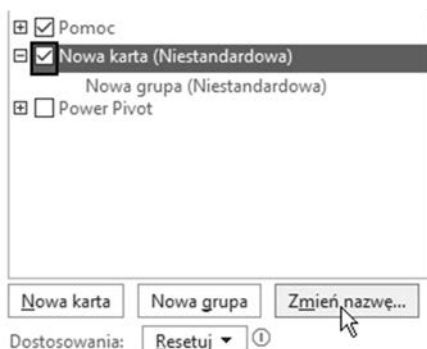 Pomoc
Nowa karta (Niestandardowa)
Nowa grupa (Niestandardowa)
Power Pivot
Nowa karta Nowa grupa Zmień nazwę...
Dostosowania: Resetuj